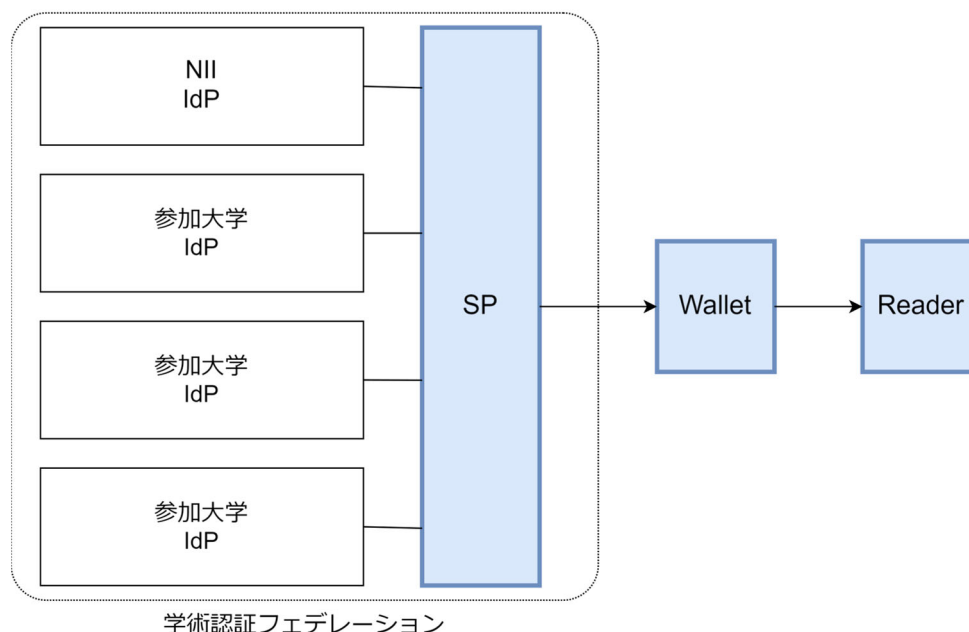 NII
IdP
参加大学
IdP
参加大学
IdP
参加大学
IdP
SP
Wallet
Reader
学術認証フェデレーション